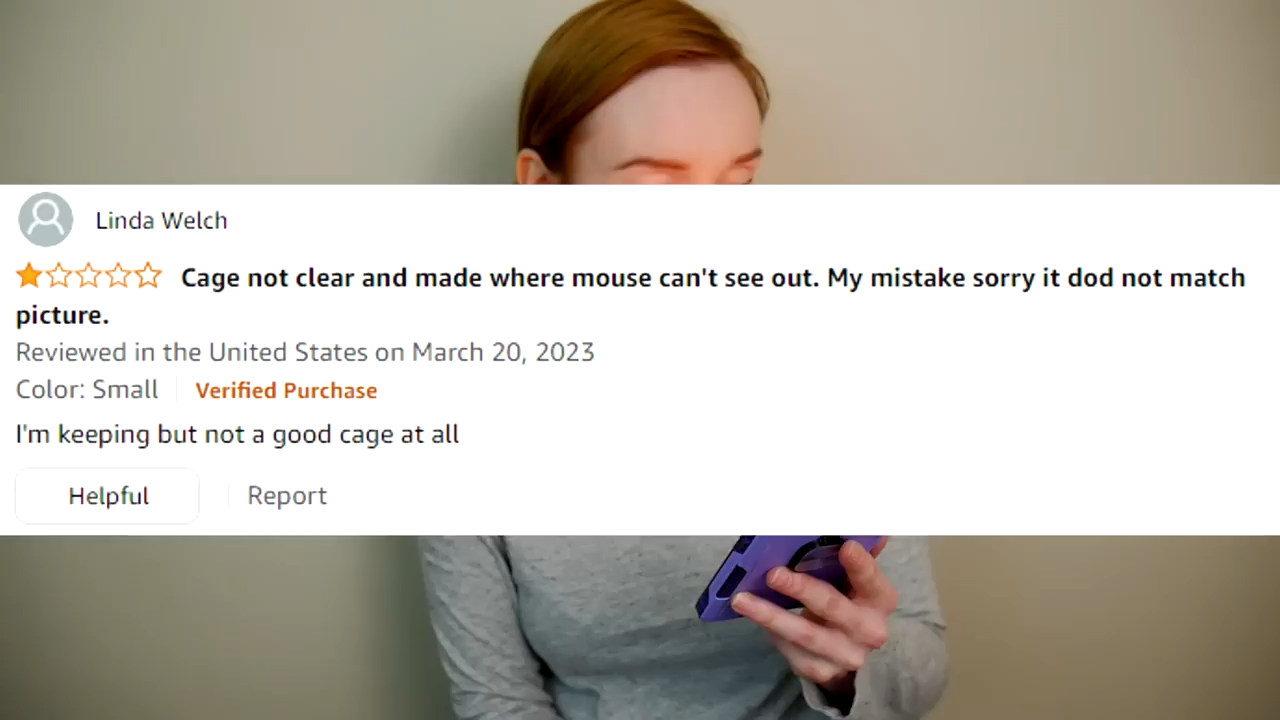 Linda Welch
Cage not clear and made where mouse can't see out. My mistake sorry it dod not match
picture.
Reviewed in the United States on March 20, 2023
Color: Small Verified Purchase
I'm keeping but not a good cage at all
Helpful Report